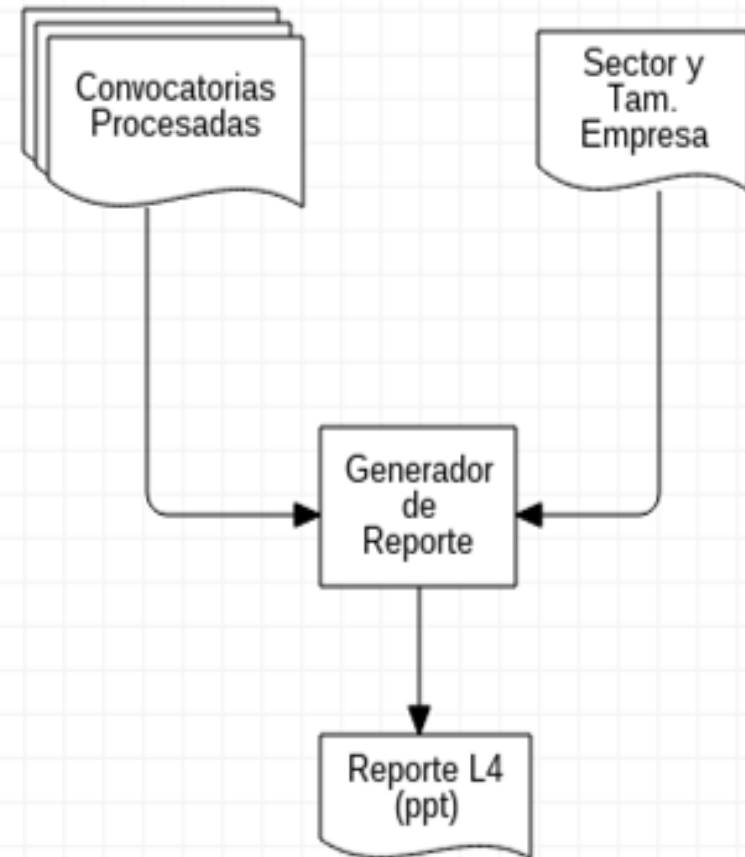 Convocatorias
Procesadas
Sector y
Tam.
Empresa
Generador
de
Reporte
Reporte L4
(ppt)